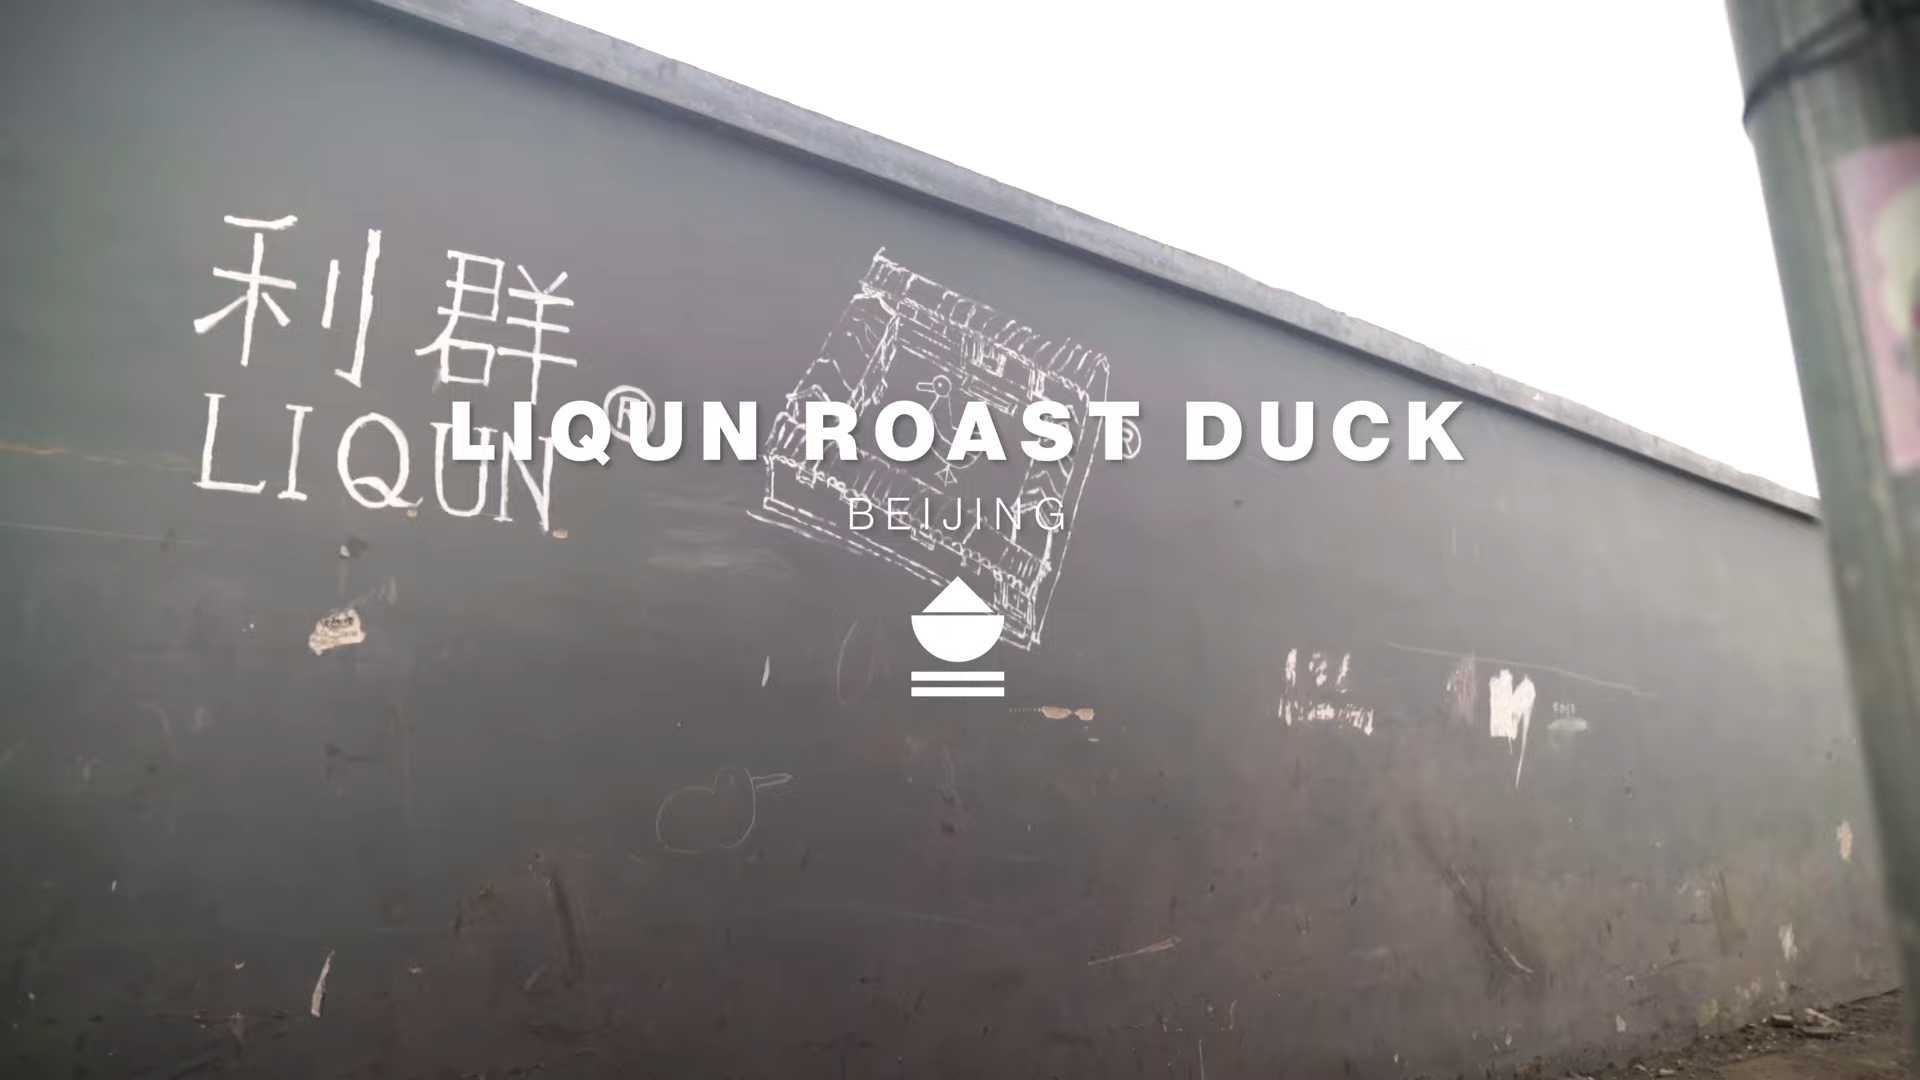 利群
LIQUN
®
LIQUN ROAST DUCK
®
BEIJING